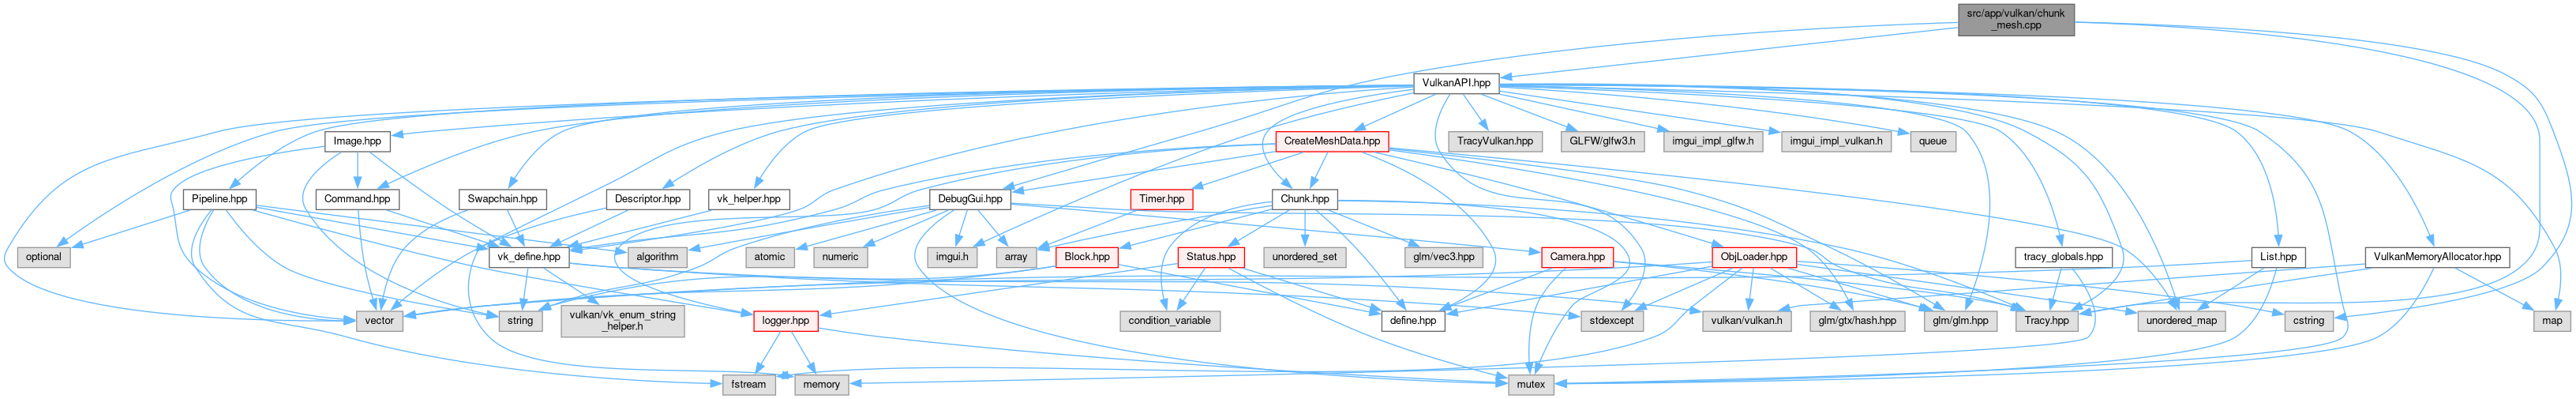 src/app/vulkan/chunk
_mesh.cpp
VulkanAPI.hpp
Image.hpp
CreateMeshData.hpp
TracyVulkan.hpp
GLFW/glfw3.h
imgui_impl_glfw.h
imgui_impl_vulkan.h
queue
Pipeline.hpp
Command.hpp
Swapchain.hpp
Descriptor.hpp
vk_helper.hpp
DebugGui.hpp
Timer.hpp
Chunk.hpp
optional
vk_define.hpp
algorithm
atomic
numeric
imgui.h
array
Block.hpp
Status.hpp
unordered_set
glm/vec3.hpp
Camera.hpp
ObjLoader.hpp
tracy_globals.hpp
List.hpp
VulkanMemoryAllocator.hpp
vector
string
vulkan/vk_enum_string
_helper.h
logger.hpp
condition_variable
define.hpp
stdexcept
vulkan/vulkan.h
glm/gtx/hash.hpp
glm/glm.hpp
Tracy.hpp
unordered_map
cstring
map
fstream
memory
mutex